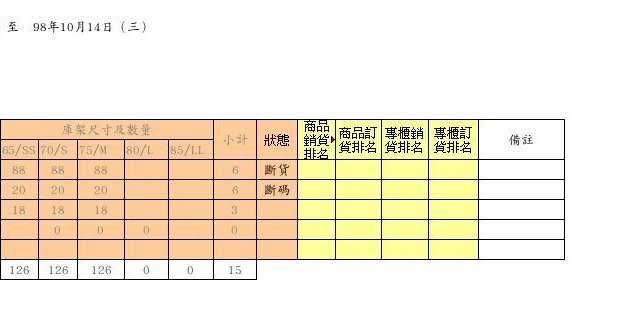 至 98年10月14日（三）
庫架尺寸及數量 小計 狀態 商品銷貨排名 商品訂貨排名 專櫃銷貨排名 專櫃訂貨排名 備註
65/SS 70/S 75/M 80/L 85/LL
88 88 88 6 斷貨
20 20 20 6 斷碼
18 18 18 3
0 0 0 0
126 126 126 0 0 15